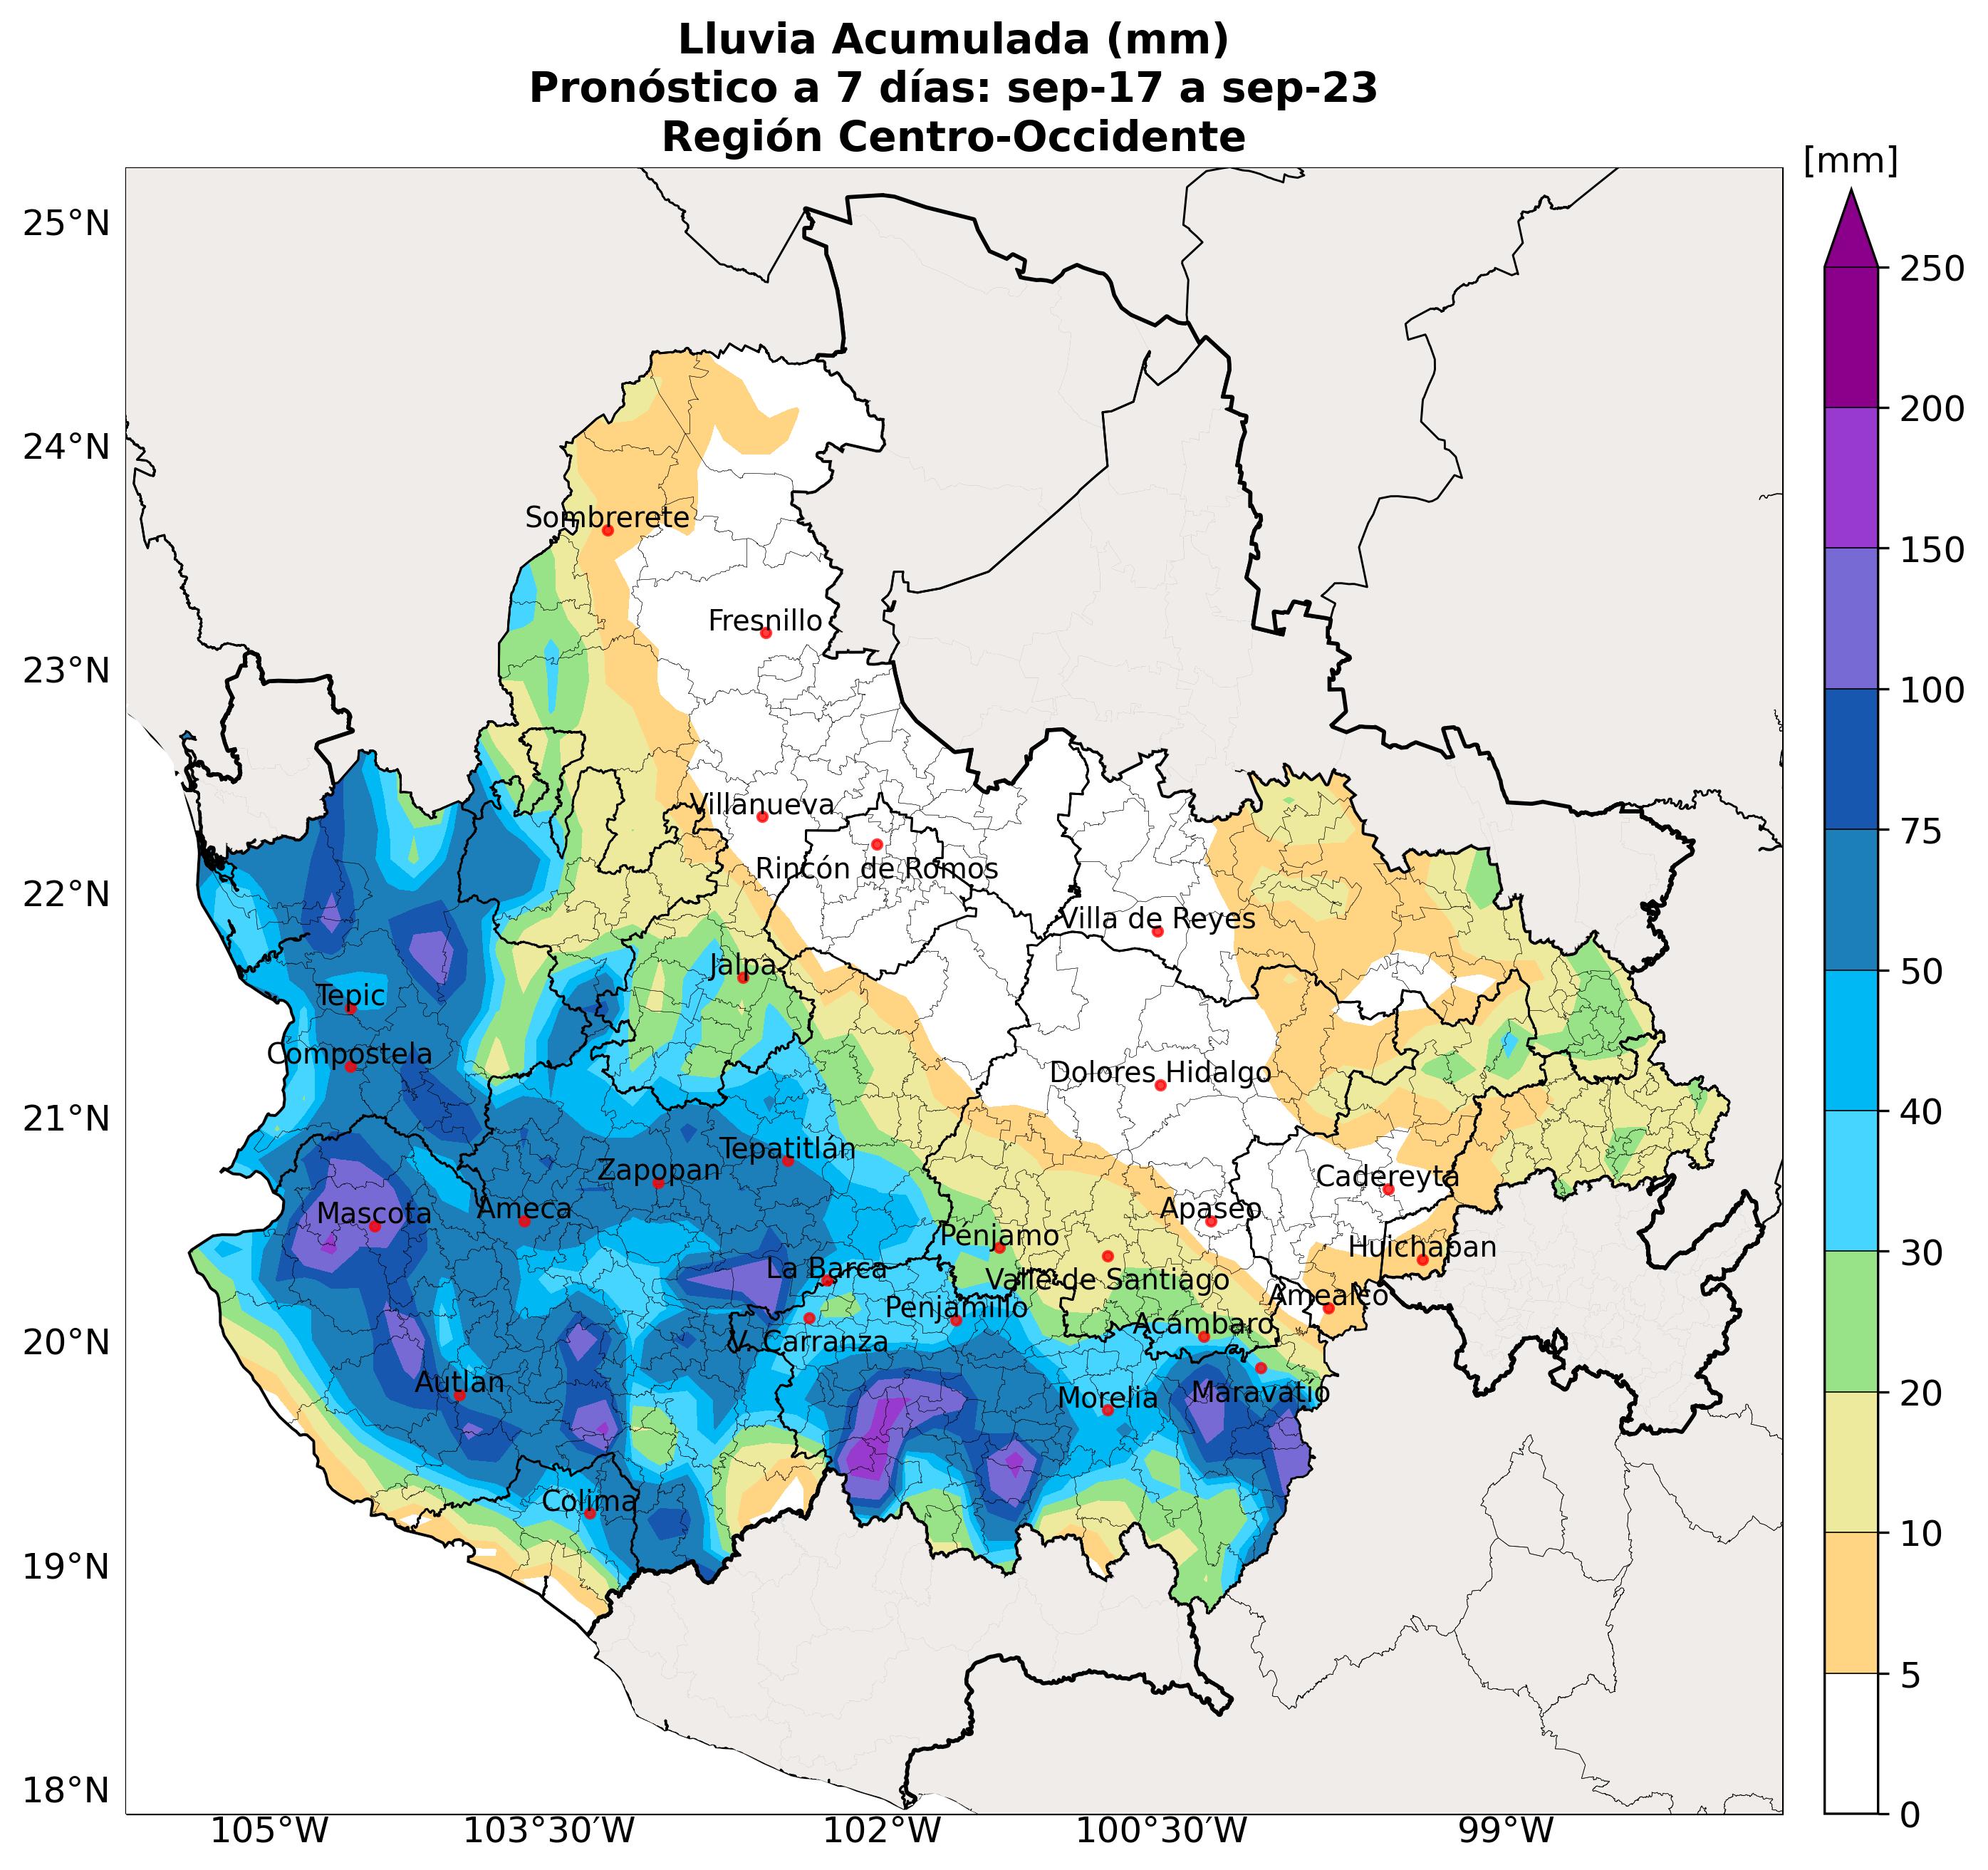 Lluvia Acumulada (mm)
Pronóstico a 7 días: sep-17 a sep-23
Región Centro-Occidente
[mm]
25°N
24°N
23°N
22°N
21°N
20°N
19°N
18°N
Sombrerete
Fresnillo
Villanueva
Rincón de Romos
Villa de Reyes
Jalpa
Tepic
Compostela
Dolores Hidalgo
Tepatitlán
Zapopan
Cadereyta
Mascota
Ameca
Apaseo
Penjamo
Huichapan
La Barca
Valle de Santiago
Amealco
Penjamillo
Acámbaro
V. Carranza
Autlan
Morelia
Maravatío
Colima
105°W
103°30'W
102°W
100°30'W
99°W
250
200
150
100
75
50
40
30
20
10
5
0